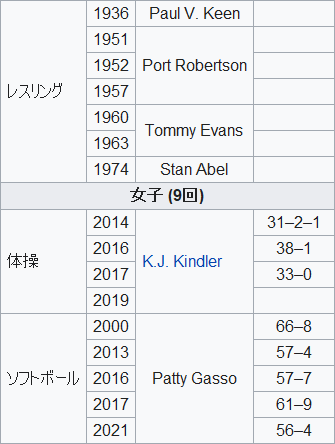 レスリング
1936 Paul V. Keen
1951 Port Robertson
1952
1957
1960 Tommy Evans
1963
1974 Stan Abel
女子 (9回)
体操
2014 K.J. Kindler 31–2–1
2016 38–1
2017 33–0
2019
ソフトボール
2000 Patty Gasso 66–8
2013 57–4
2016 57–7
2017 61–9
2021 56–4